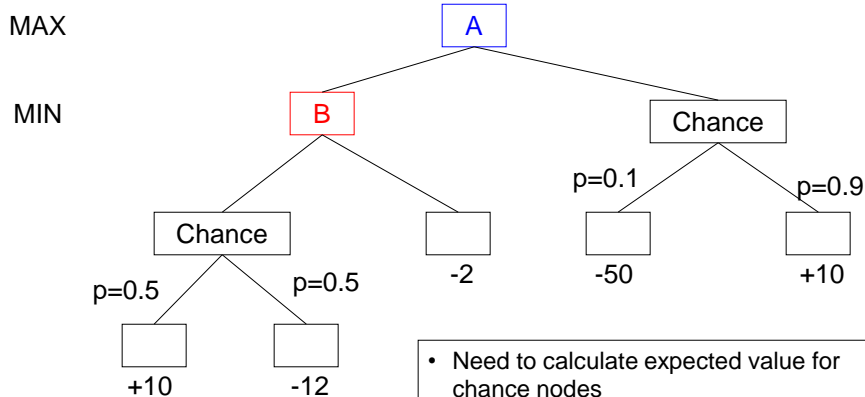 MAX
A
MIN
B
Chance
p=0.1
p=0.9
Chance
-2
-50
+10
p=0.5
p=0.5
+10
-12
• Need to calculate expected value for
chance nodes